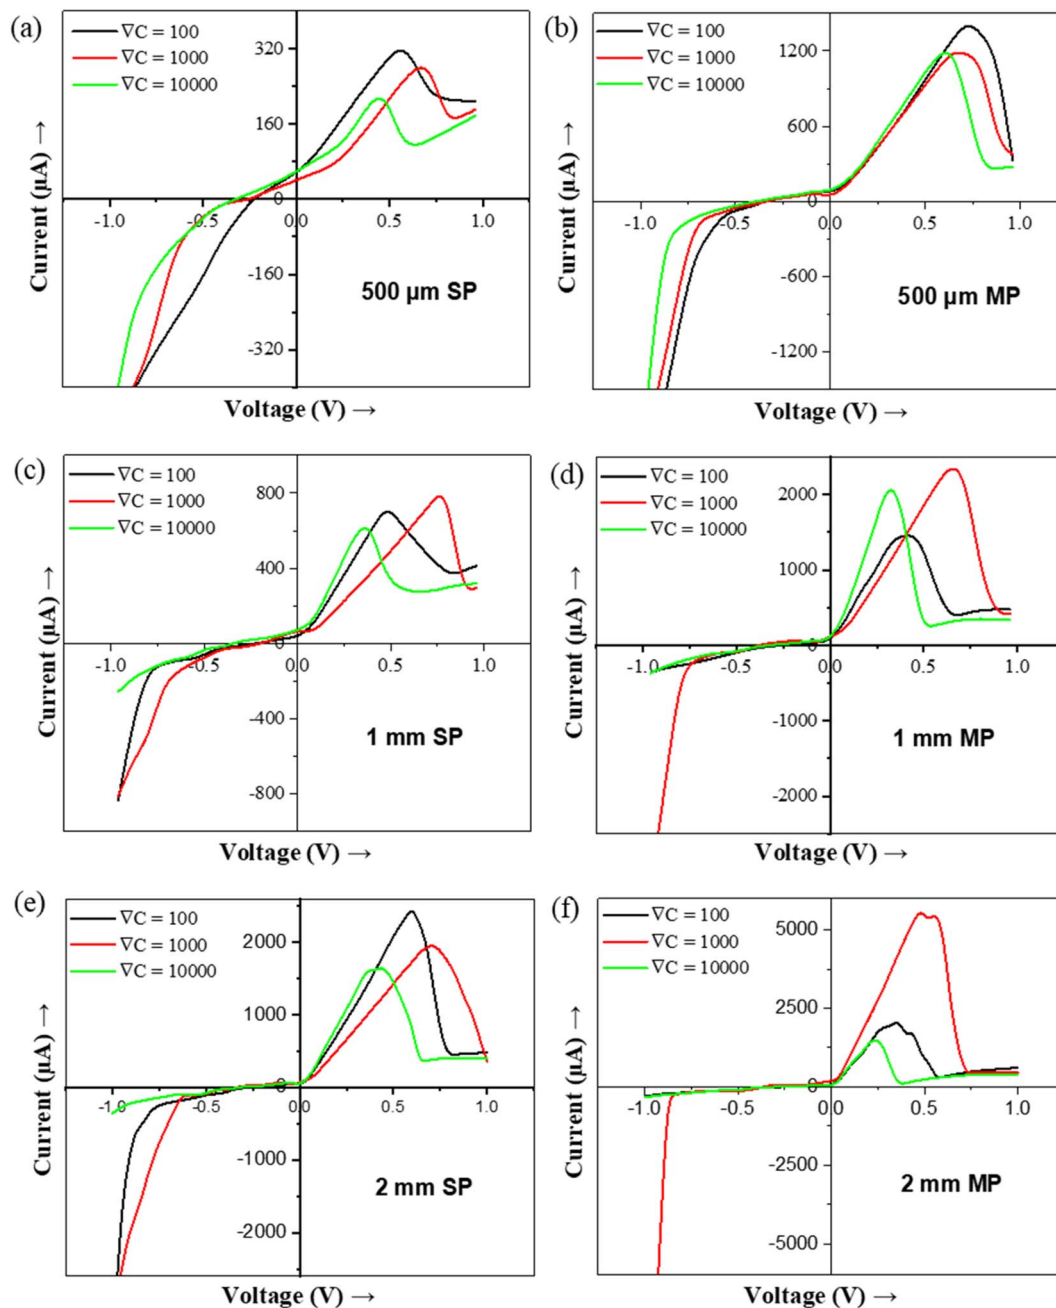 (a)
∇C = 100
∇C = 1000
∇C = 10000
320
160
0
-160
-320
-1.0
-0.5
0.0
0.5
1.0
Current (μA) →
Voltage (V) →
500 μm SP
(b)
∇C = 100
∇C = 1000
∇C = 10000
1200
600
0
-600
-1200
-1.0
-0.5
0.0
0.5
1.0
Current (μA) →
Voltage (V) →
500 μm MP
(c)
∇C = 100
∇C = 1000
∇C = 10000
800
400
0
-400
-800
-1.0
-0.5
0.0
0.5
1.0
Current (μA) →
Voltage (V) →
1 mm SP
(d)
∇C = 100
∇C = 1000
∇C = 10000
2000
1000
0
-1000
-2000
-1.0
-0.5
0.0
0.5
1.0
Current (μA) →
Voltage (V) →
1 mm MP
(e)
∇C = 100
∇C = 1000
∇C = 10000
2000
1000
0
-1000
-2000
-1.0
-0.5
0.0
0.5
1.0
Current (μA) →
Voltage (V) →
2 mm SP
(f)
∇C = 100
∇C = 1000
∇C = 10000
5000
2500
0
-2500
-5000
-1.0
-0.5
0.0
0.5
1.0
Current (μA) →
Voltage (V) →
2 mm MP